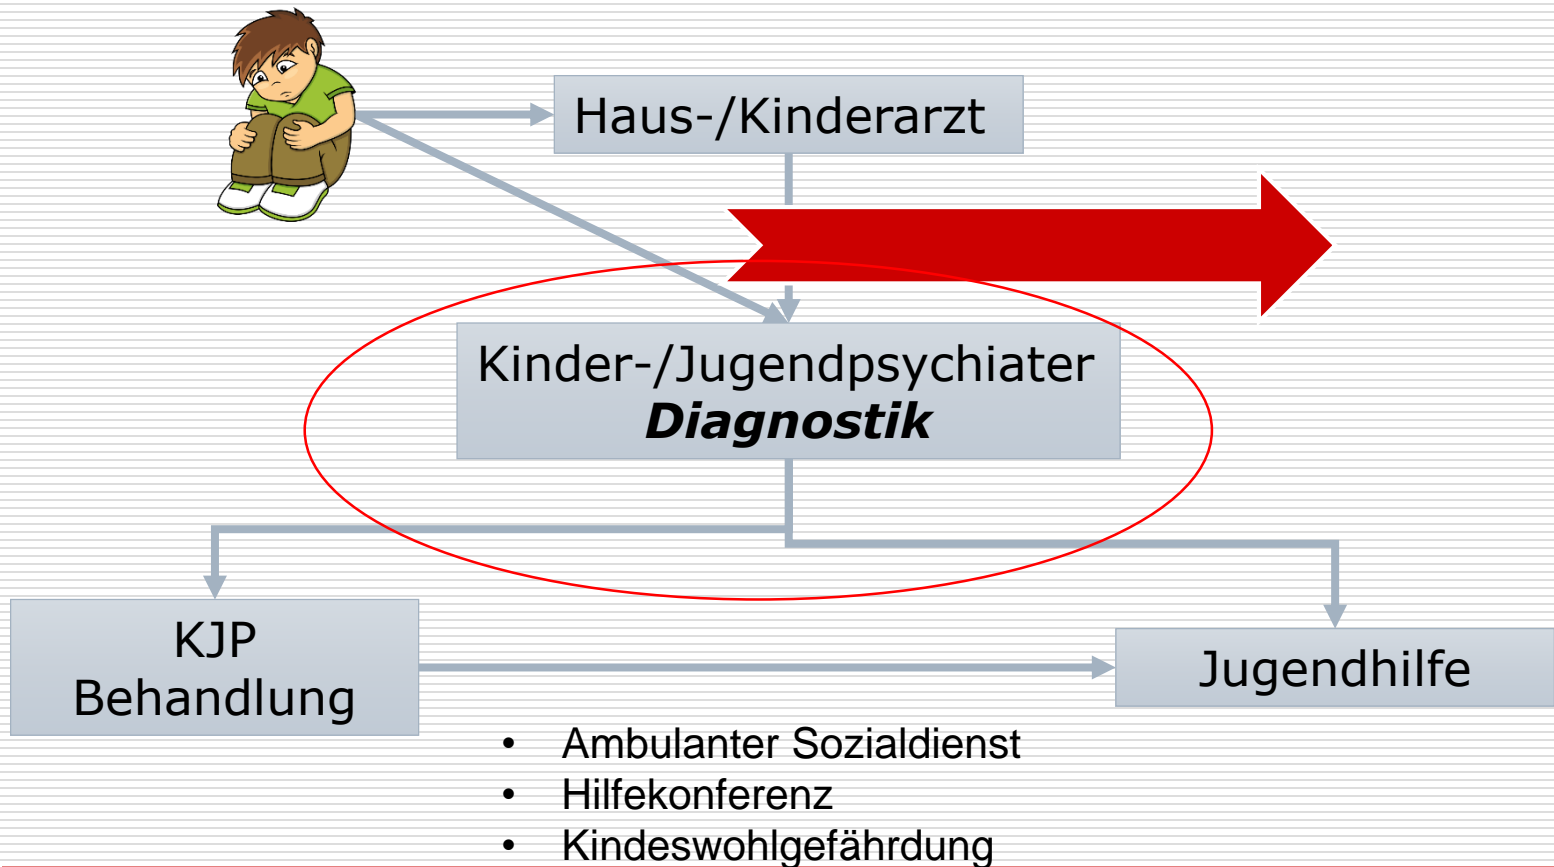 Haus-/Kinderarzt
Kinder-/Jugendpsychiater
Diagnostik
KJP
Behandlung
Jugendhilfe
• Ambulanter Sozialdienst
• Hilfekonferenz
• Kindeswohlgefährdung